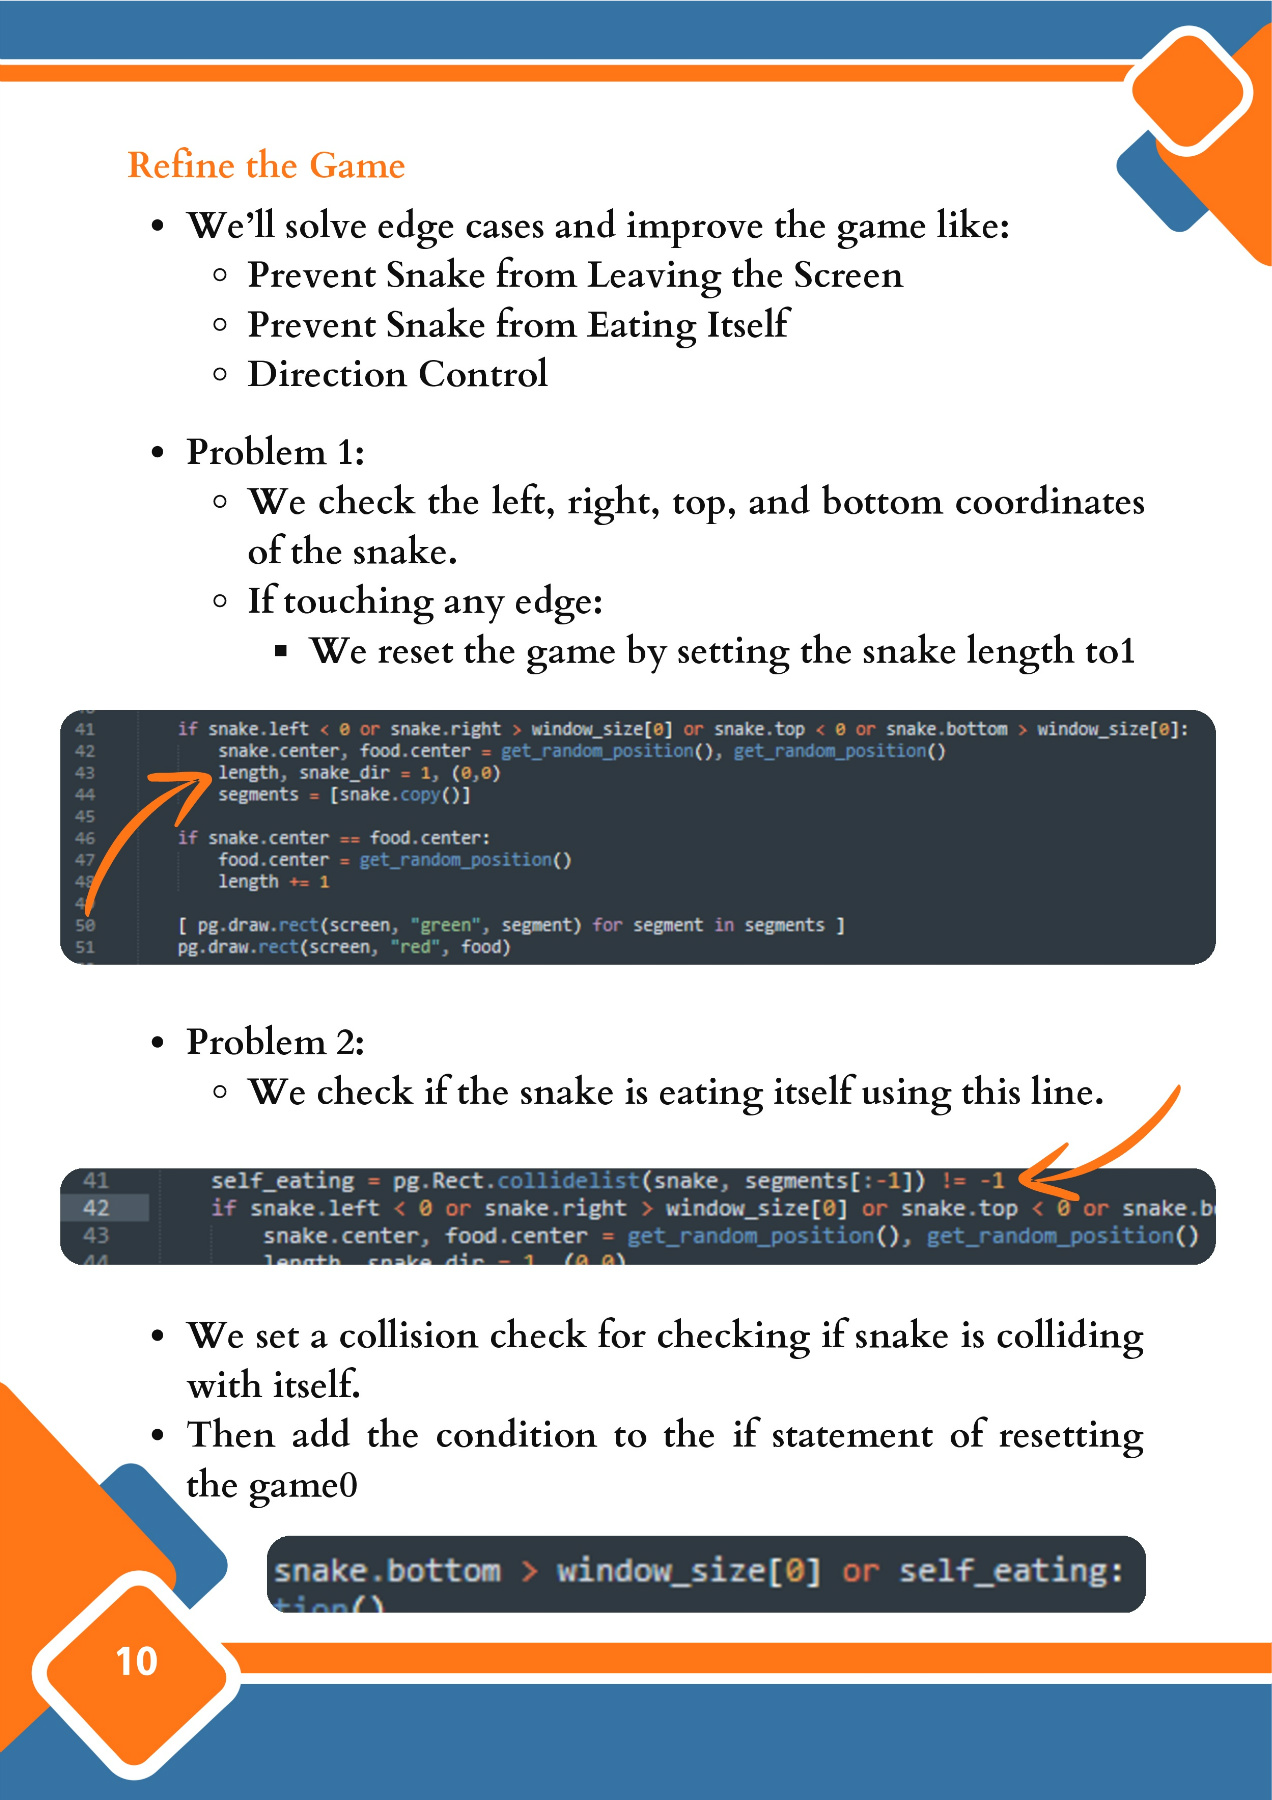 Refine the Game
• We'll solve edge cases and improve the game like:
◦ Prevent Snake from Leaving the Screen
◦ Prevent Snake from Eating Itself
◦ Direction Control
• Problem 1:
◦ We check the left, right, top, and bottom coordinates
of the snake.
◦ If touching any edge:
▪ We reset the game by setting the snake length to1
41 if snake.left < 0 or snake.right > window_size[0] or snake.top < 0 or snake.bottom > window_size[0]:
42 snake.center, food.center = get_random_position(), get_random_position()
43 length, snake_dir = 1, (0,0)
44 segments = [snake.copy()]
45
46 if snake.center == food.center:
47 food.center = get_random_position()
48 length += 1
50 [ pg.draw.rect(screen, "green", segment) for segment in segments ]
51 pg.draw.rect(screen, "red", food)
• Problem 2:
◦ We check if the snake is eating itself using this line.
41 self_eating = pg.Rect.collidelist(snake, segments[:-1]) != -1
42 if snake.left < 0 or snake.right > window_size[0] or snake.top < 0 or snake.b
43 snake.center, food.center = get_random_position(), get_random_position()
44 length, snake_dir = 1, (0,0)
• We set a collision check for checking if snake is colliding
with itself.
• Then add the condition to the if statement of resetting
the game0
snake.bottom > window_size[0] or self_eating:
tion()
10